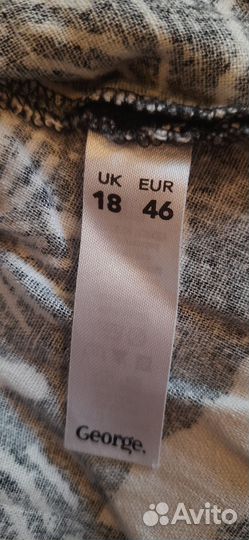 UK EUR
18 46
George.
Avito